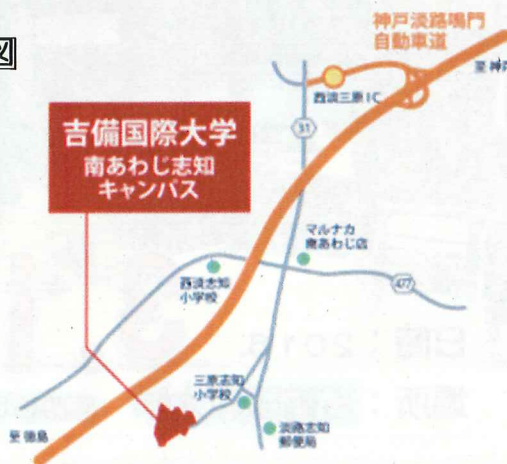 図
神戸淡路鳴門
自動車道
至 神戸
西淡三原IC
31
吉備国際大学
南あわじ志知
キャンパス
マルナカ
南あわじ店
西淡志知
小学校
477
三原志知
小学校
淡路志知
郵便局
至 徳島